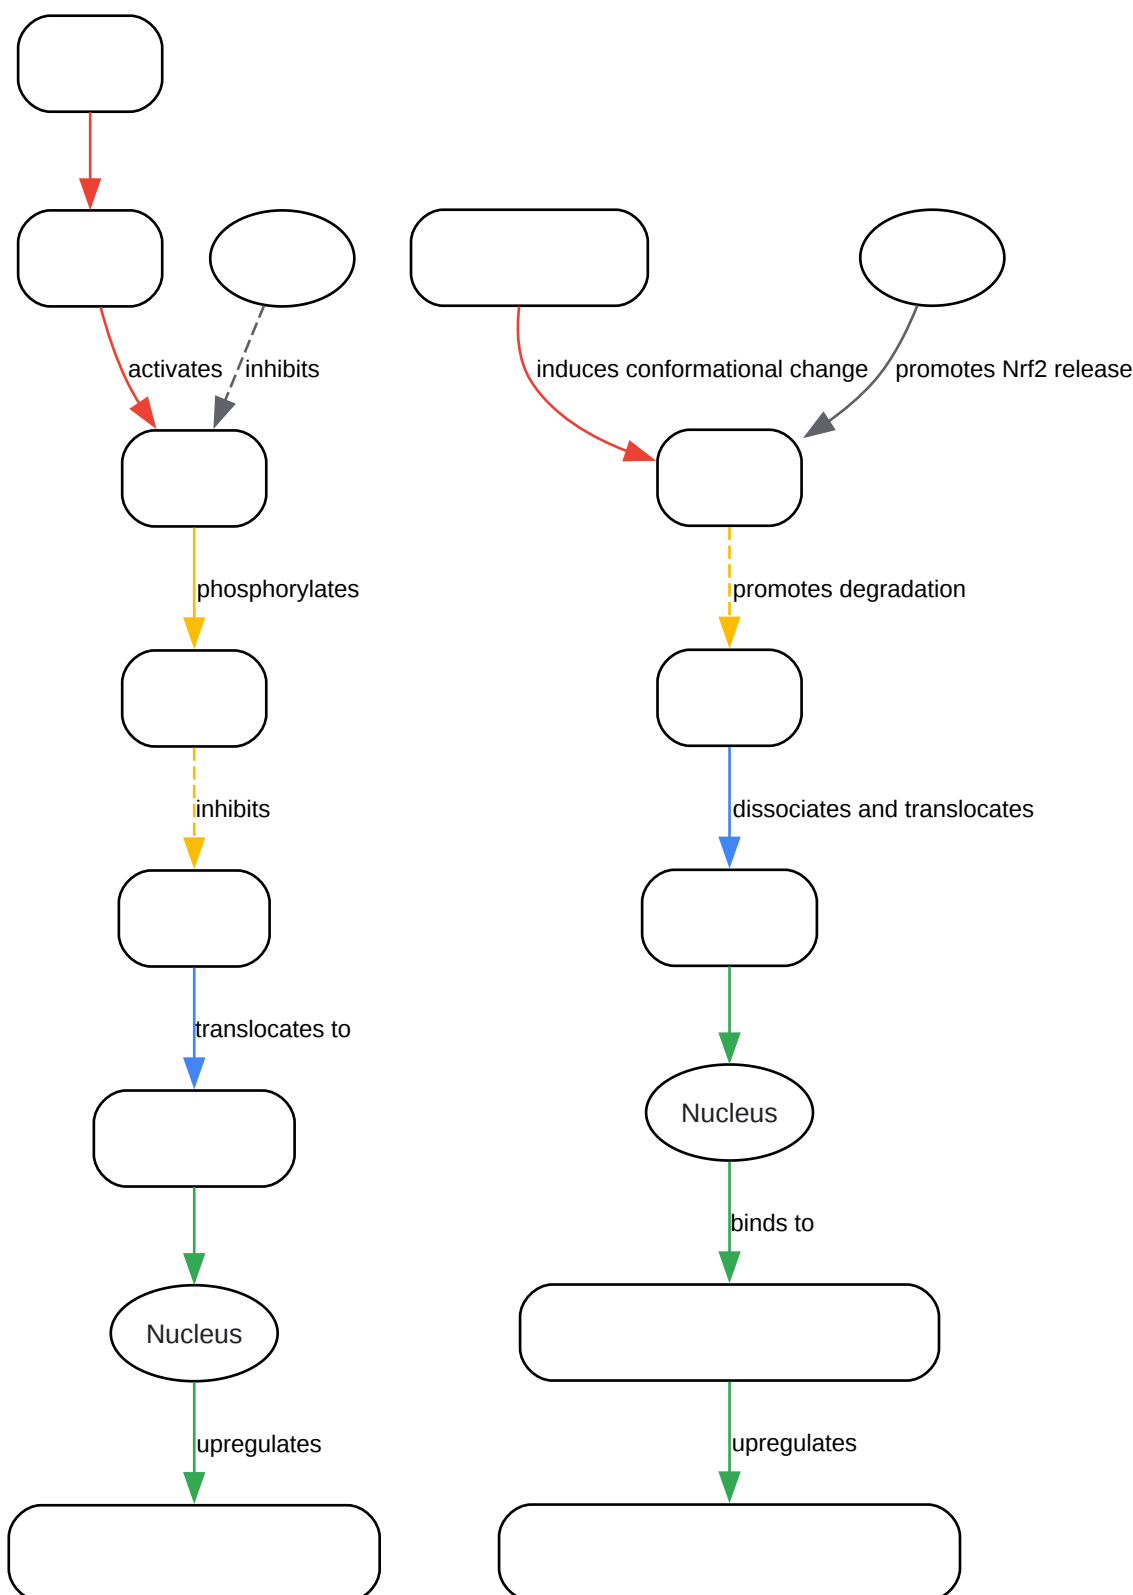 activates
inhibits
induces conformational change
promotes Nrf2 release
phosphorylates
promotes degradation
inhibits
dissociates and translocates
translocates to
Nucleus
binds to
Nucleus
upregulates
upregulates